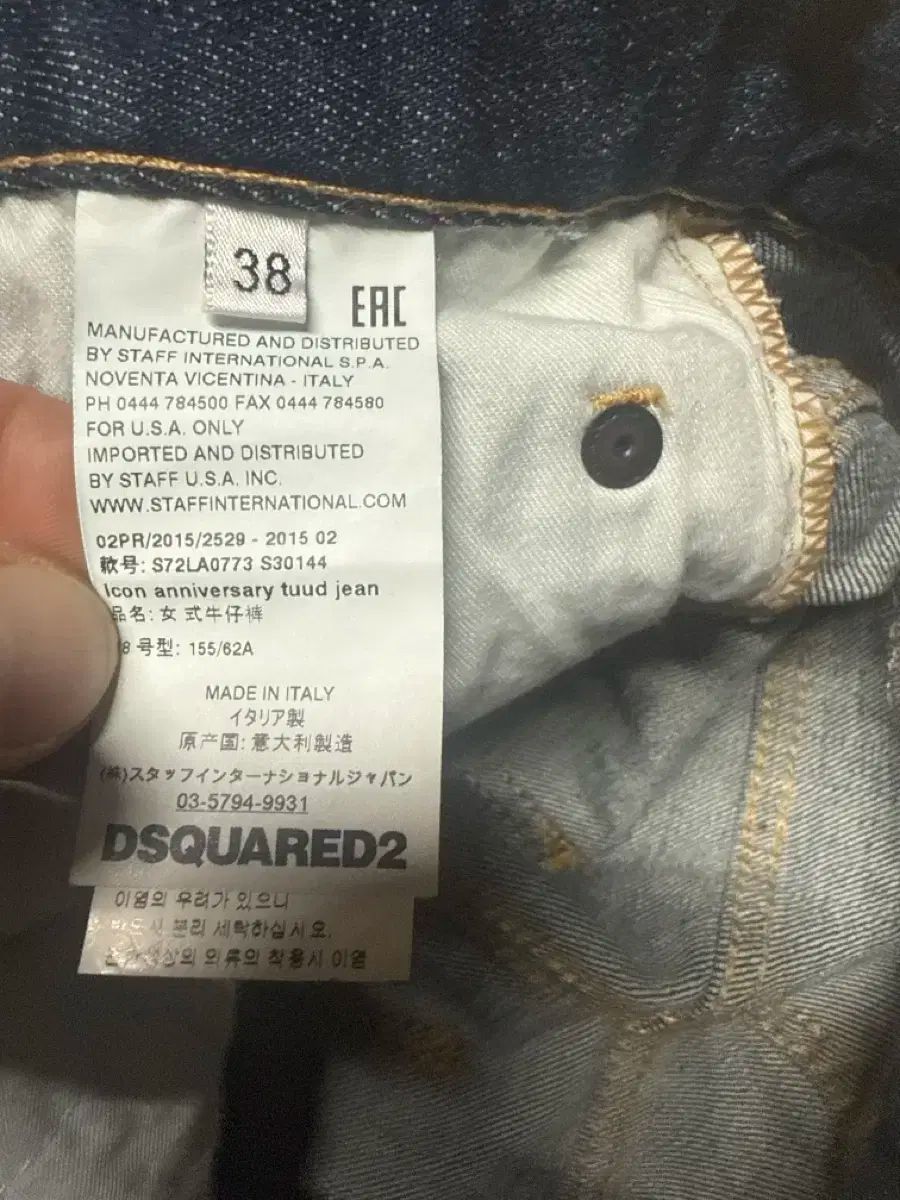 38
EAC
MANUFACTURED AND DISTRIBUTED
BY STAFF INTERNATIONAL S.P.A.
NOVENTA VICENTINA - ITALY
PH 0444 784500 FAX 0444 784580
FOR U.S.A. ONLY
IMPORTED AND DISTRIBUTED
BY STAFF U.S.A. INC.
WWW.STAFFINTERNATIONAL.COM
02PR/2015/2529 - 2015 02
款号: S72LA0773 S30144
Icon anniversary tuud jean
品名: 女 式牛仔裤
号型: 155/62A
MADE IN ITALY
イタリア製
原产国: 意大利製造
(株)スタッフインターナショナルジャパン
03-5794-9931
DSQUARED2
이염의 우려가 있으니
반드시 분리 세탁하십시요.
의류의 착용시 이염